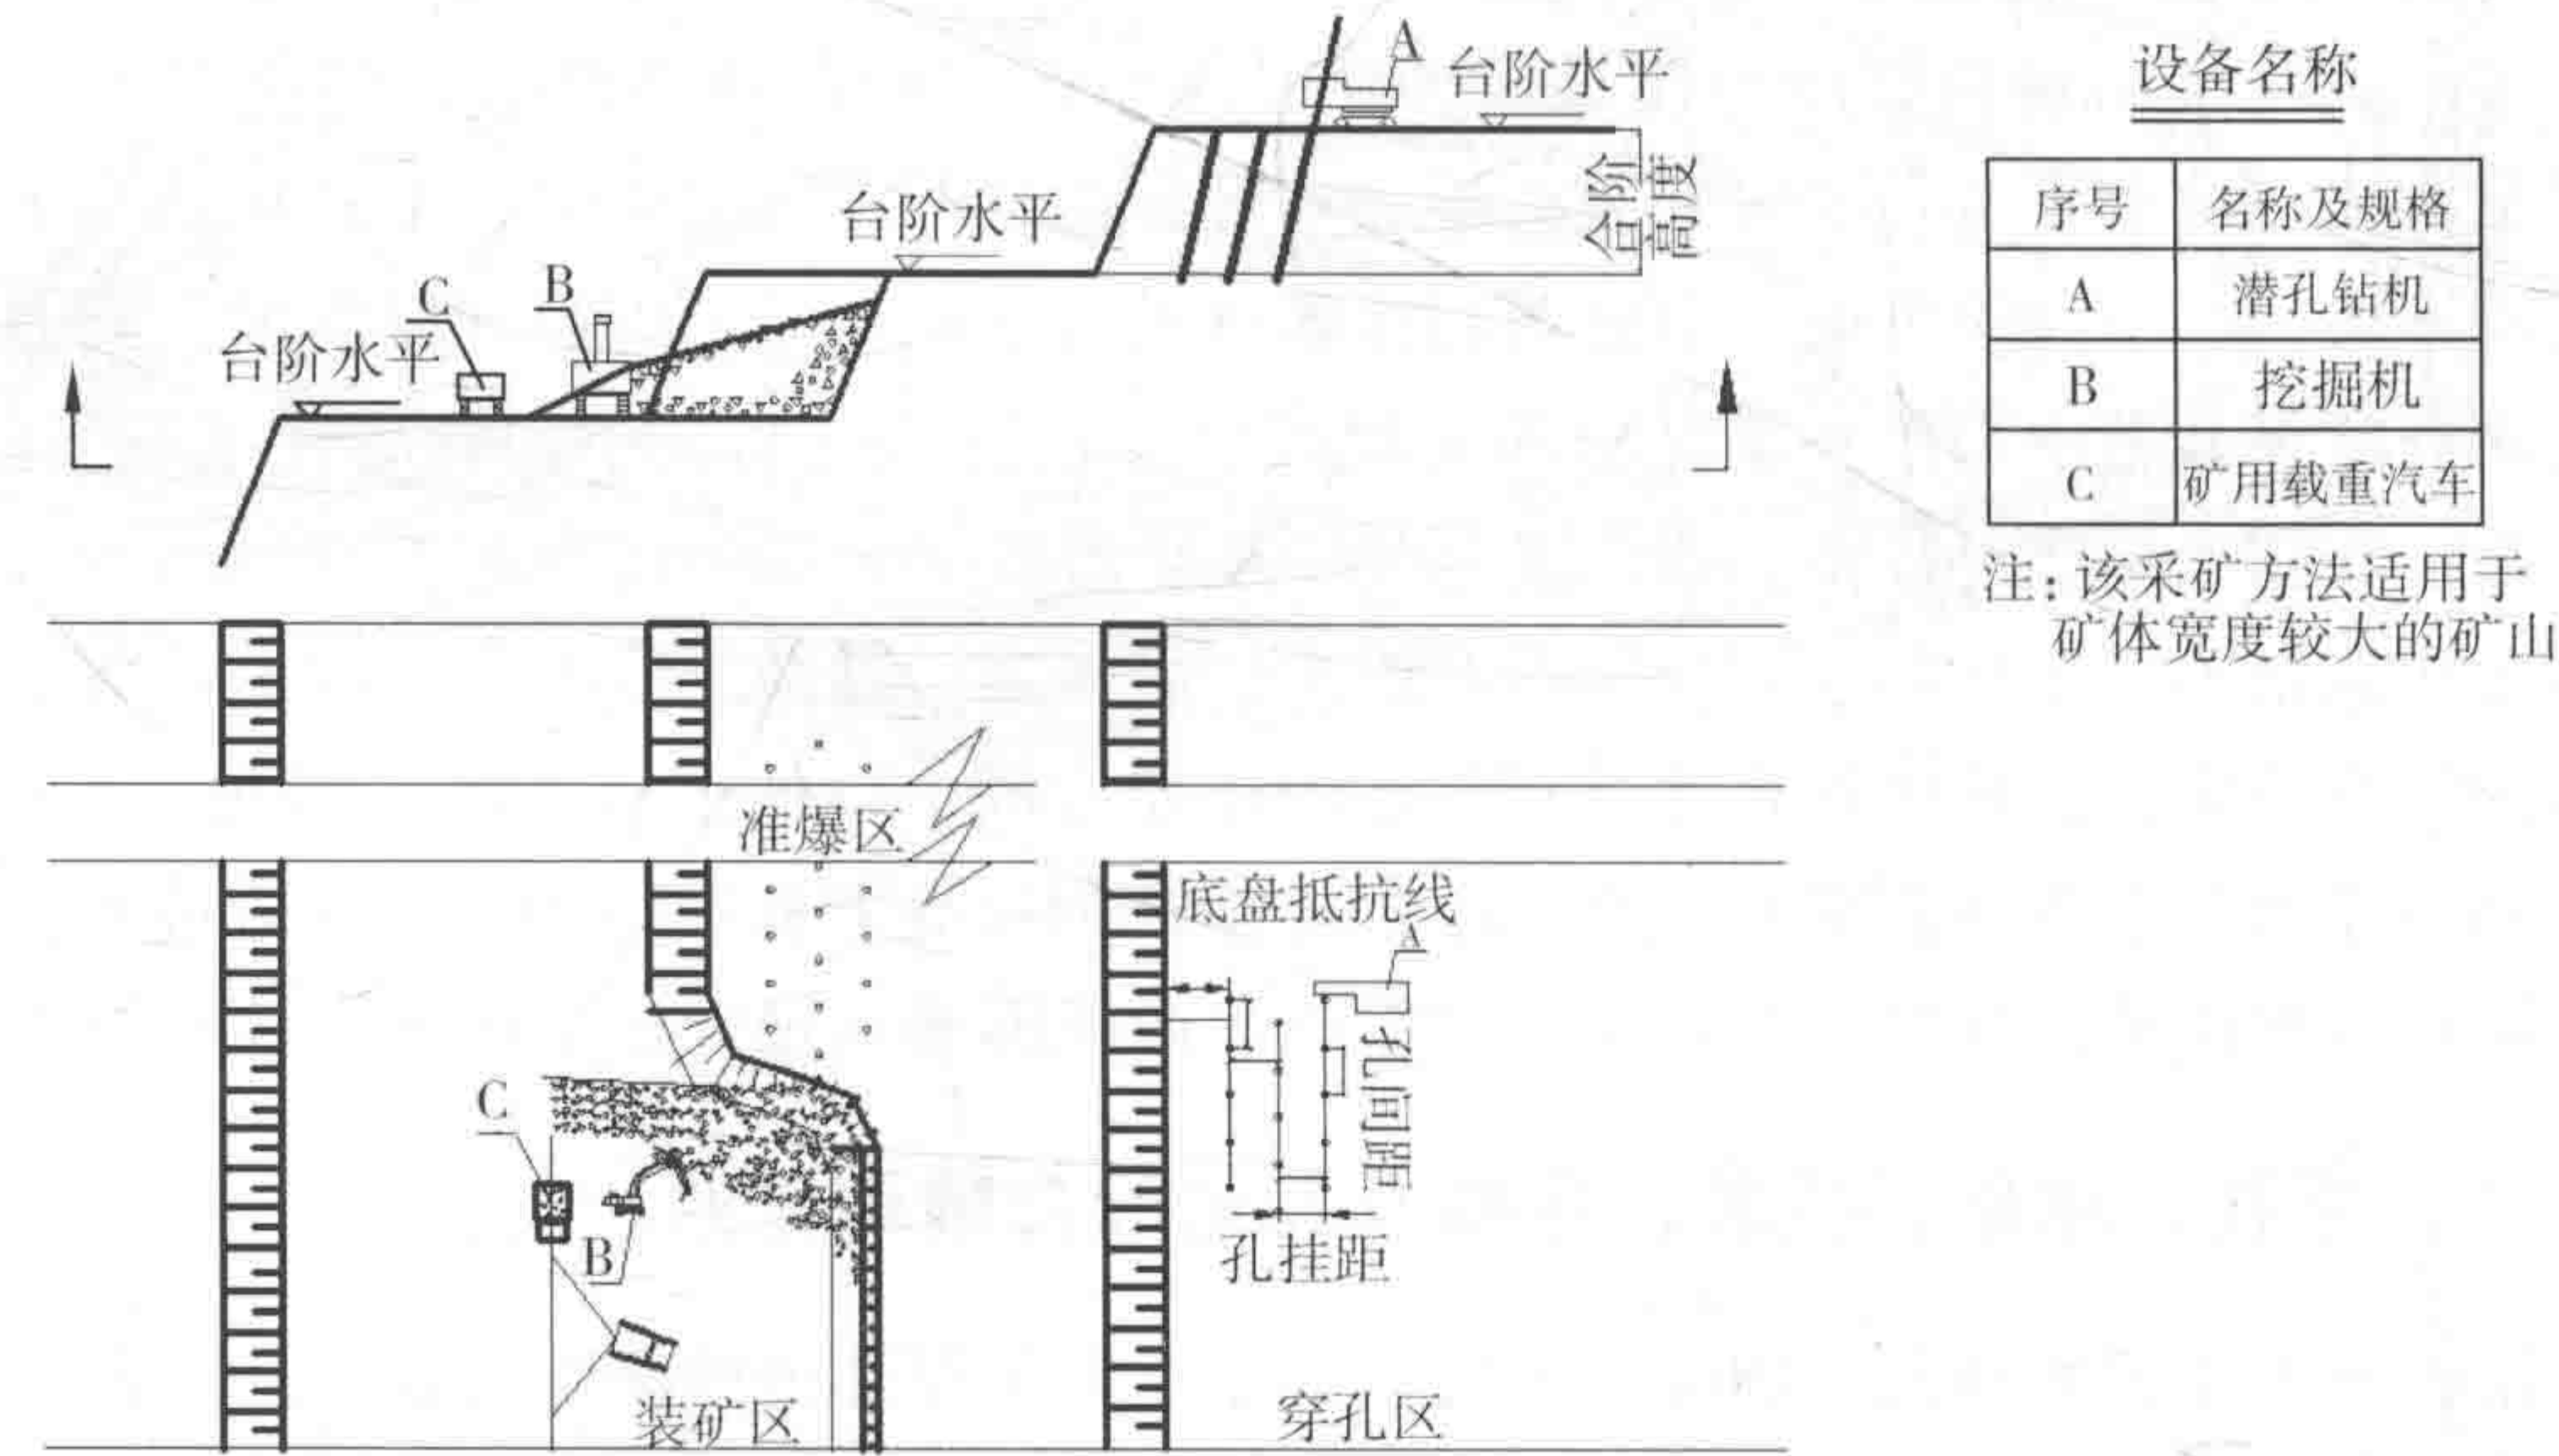 A
台阶水平
设备名称
台阶高度
台阶水平
C
B
台阶水平
序号 名称及规格
A 潜孔钻机
B 挖掘机
C 矿用载重汽车
注: 该采矿方法适用于
矿体宽度较大的矿山
准爆区
底盘抵抗线
A
孔间距
C
B
孔挂距
装矿区
穿孔区